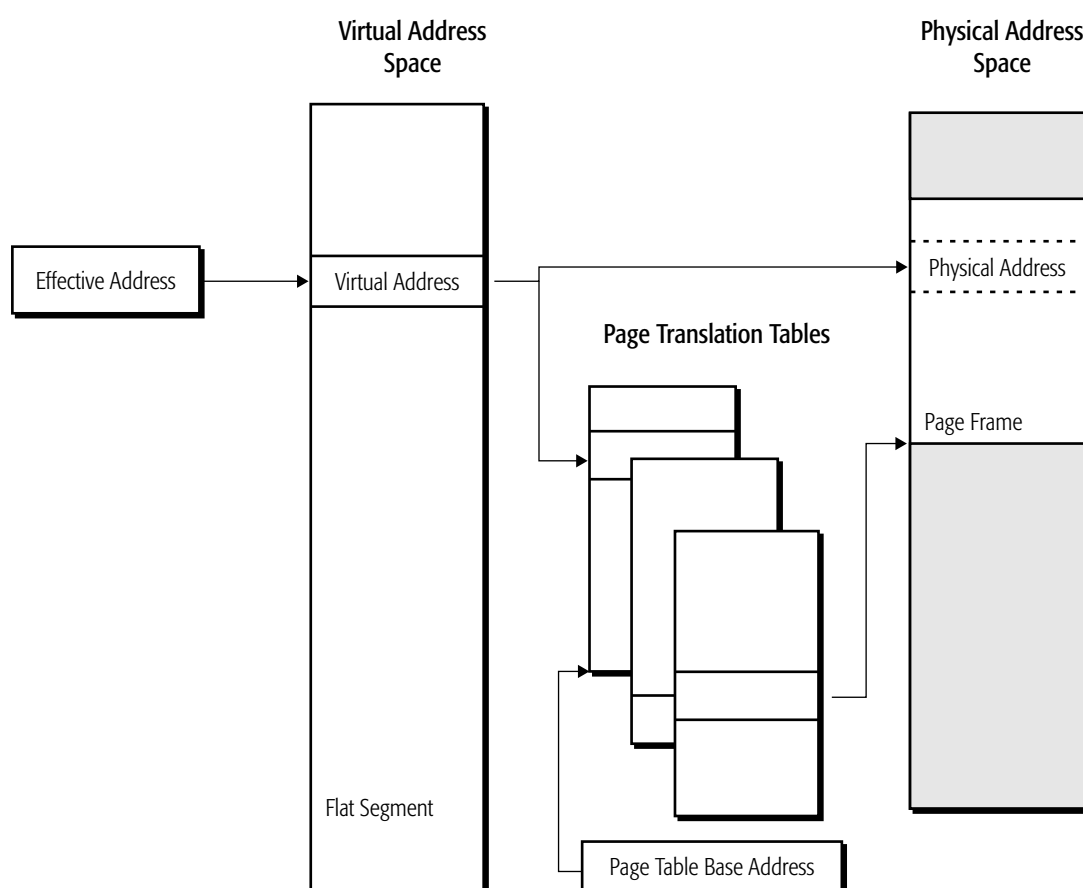 Virtual Address
Space
Physical Address
Space
Effective Address
Virtual Address
Physical Address
Page Translation Tables
Page Frame
Flat Segment
Page Table Base Address